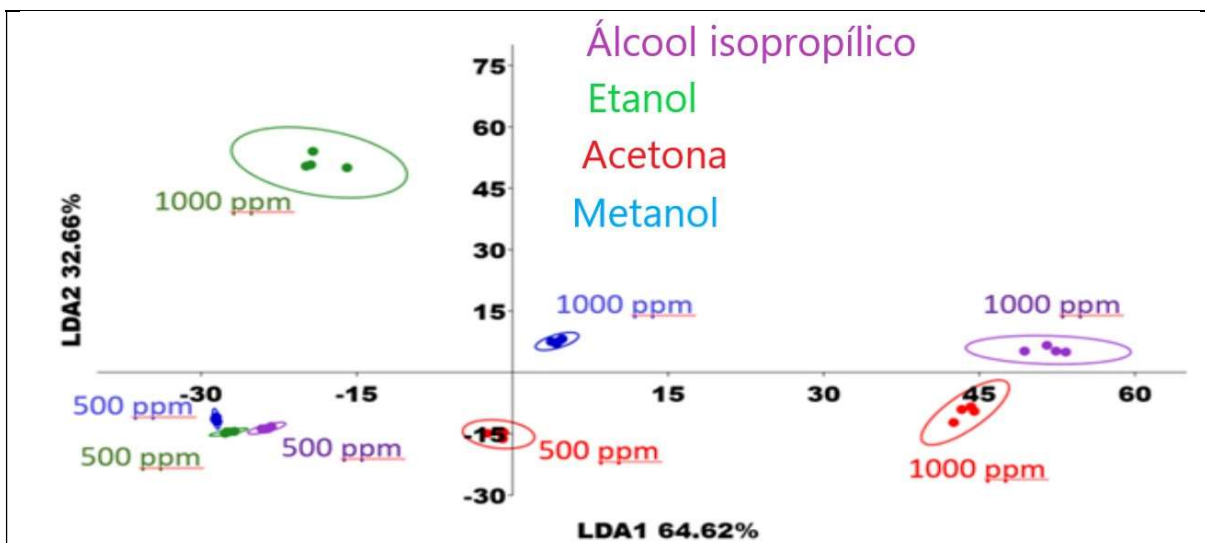 Álcool isopropílico
75
Etanol
60
Acetona
1000 ppm
45
Metanol
30
1000 ppm
1000 ppm
15
LDA2 32.66%
-30
-15
15
30
45
60
500 ppm
500 ppm
500 ppm
-15
500 ppm
1000 ppm
-30
LDA1 64.62%